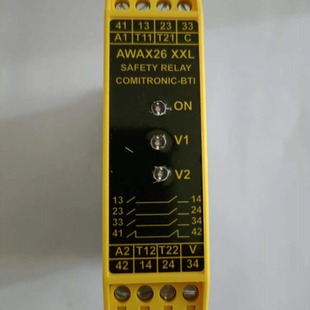 41 13 23 33
A1 T11 T21 C
AWAX26 XXL
SAFETY RELAY
COMITRONIC-BTI
ON
V1
V2
13 14
23 24
33 34
41 42
A2 T12 T22 V
42 14 24 34